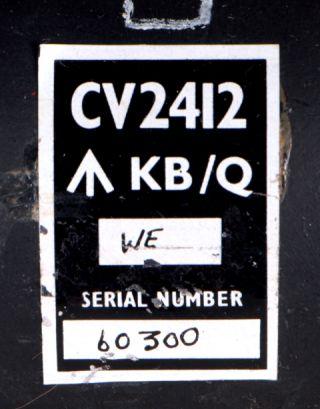 CV2412
KB/Q
WE
SERIAL NUMBER
60300